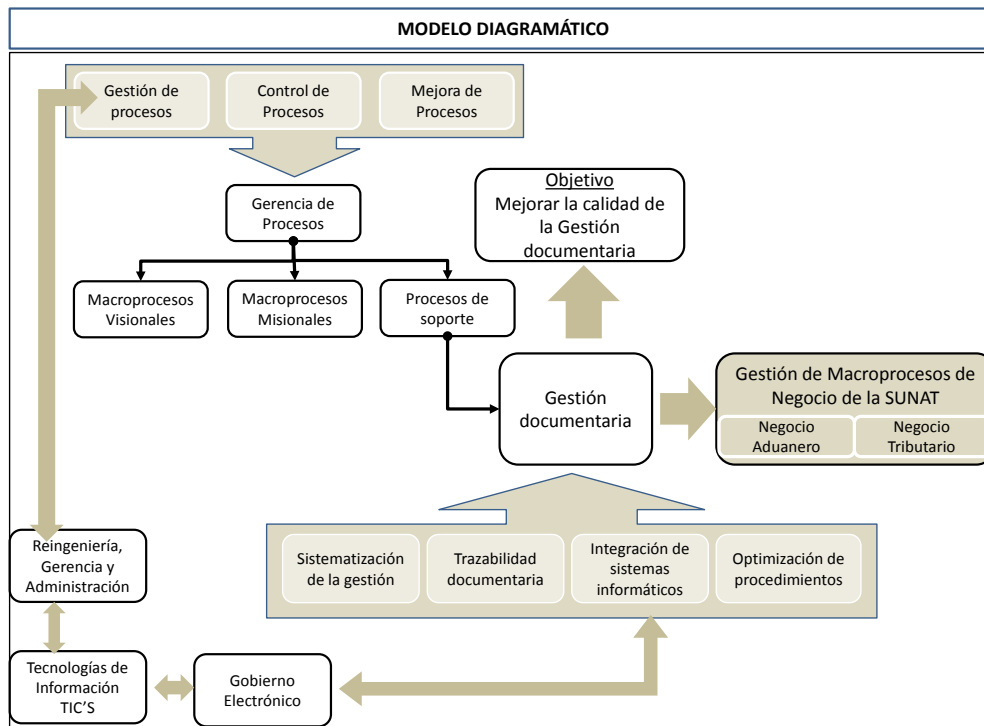 MODELO DIAGRAMÁTICO
Gestión de
procesos
Control de
Procesos
Mejora de
Procesos
Gerencia de
Procesos
Objetivo
Mejorar la calidad de
la Gestión
documentaria
Macroprocesos
Visionales
Macroprocesos
Misionales
Procesos de
soporte
Gestión
documentaria
Gestión de Macroprocesos de
Negocio de la SUNAT
Negocio
Aduanero
Negocio
Tributario
Reingeniería,
Gerencia y
Administración
Sistematización
de la gestión
Trazabilidad
documentaria
Integración de
sistemas
informáticos
Optimización de
procedimientos
Tecnologías de
Información
TIC'S
Gobierno
Electrónico